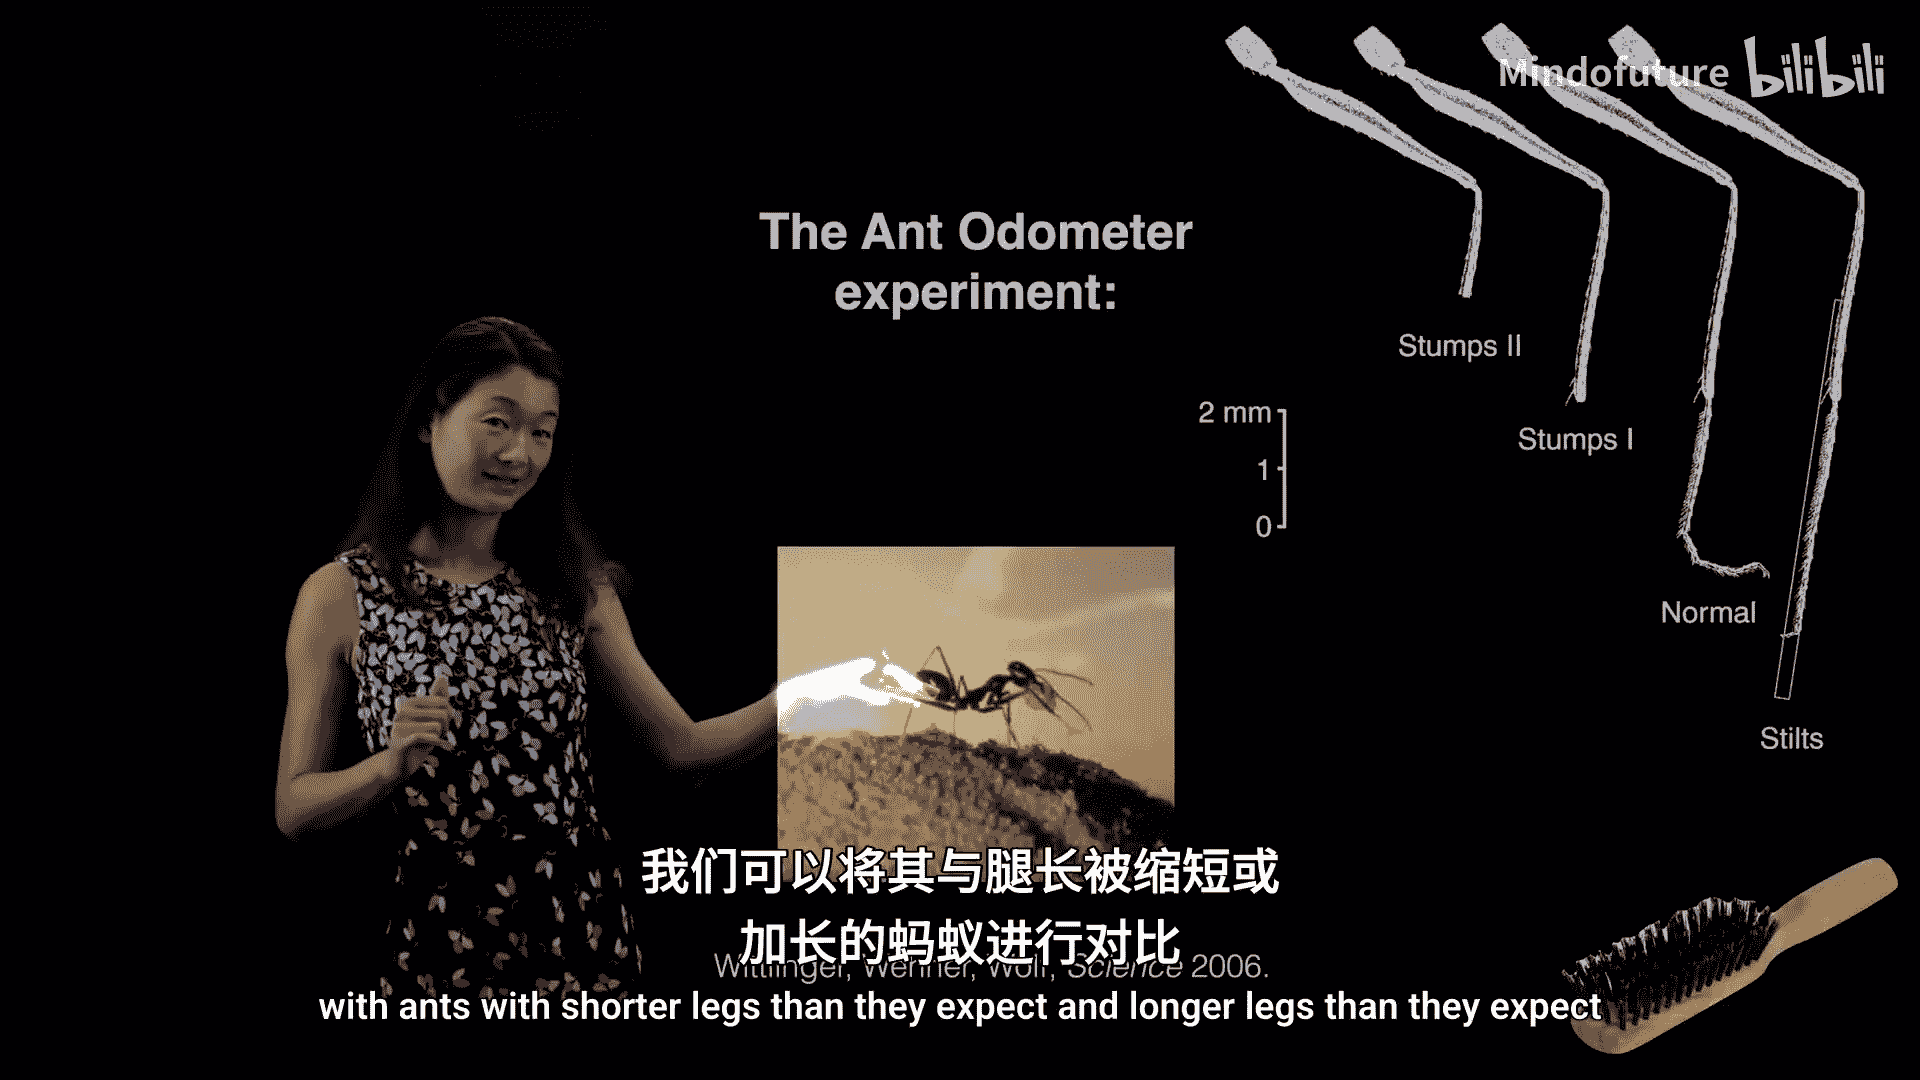 Mindofuture bilibili
The Ant Odometer
experiment:
Stumps II
2 mm
Stumps I
1
0
Normal
Stilts
我们可以将其与腿长被缩短或
加长的蚂蚁进行对比
Wittlinger, Wehner, Wolf, Science 2006.
with ants with shorter legs than they expect and longer legs than they expect